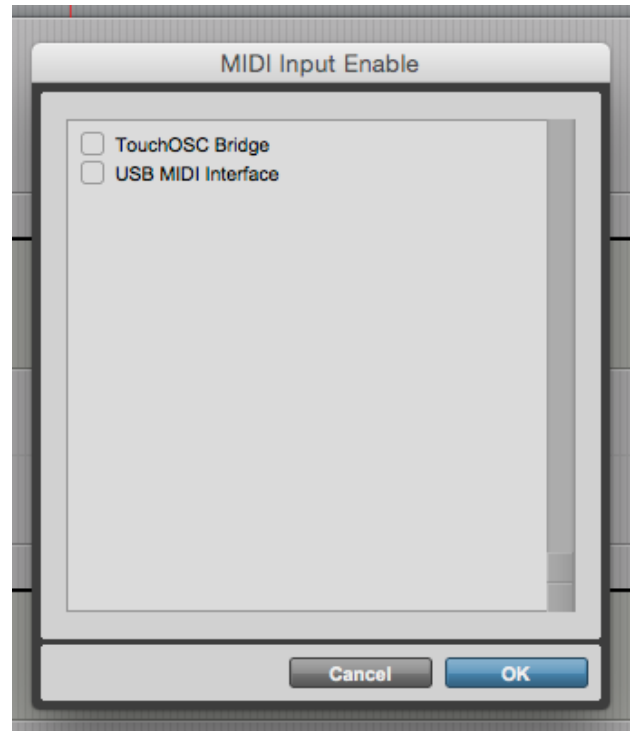 MIDI Input Enable
TouchOSC Bridge
USB MIDI Interface
Cancel OK